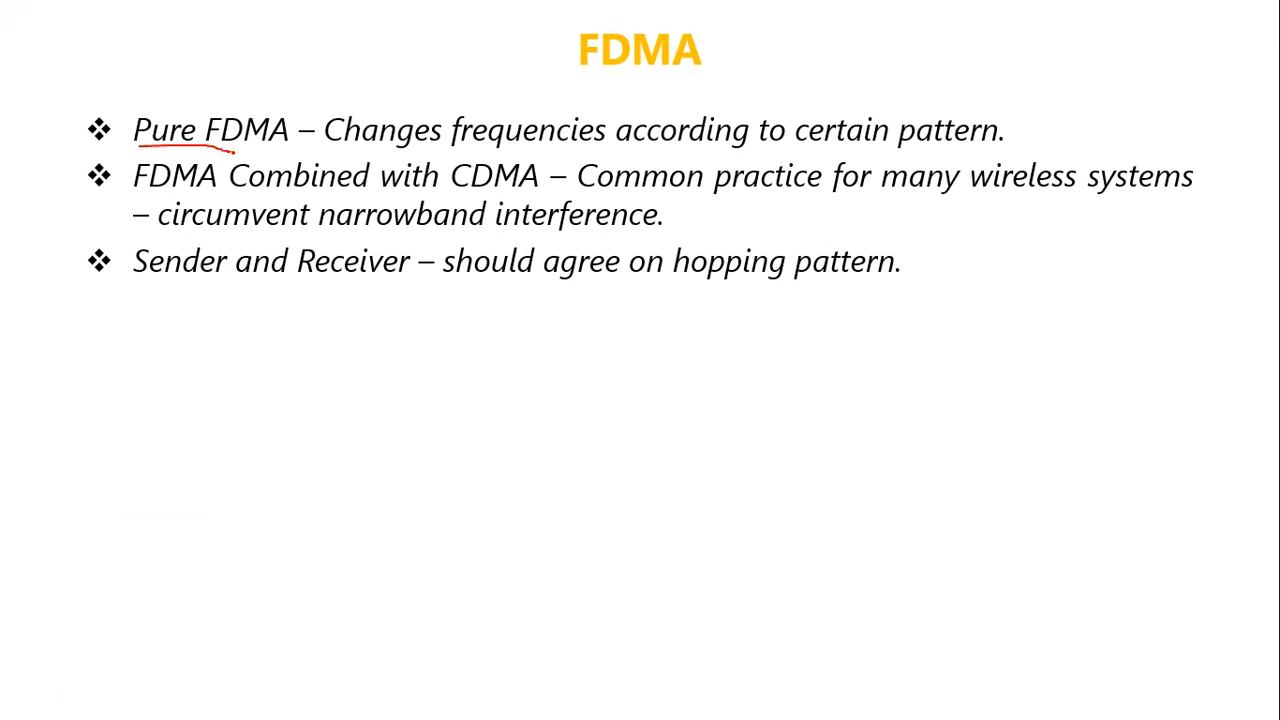 FDMA
❖ Pure FDMA – Changes frequencies according to certain pattern.
❖ FDMA Combined with CDMA – Common practice for many wireless systems
– circumvent narrowband interference.
❖ Sender and Receiver – should agree on hopping pattern.